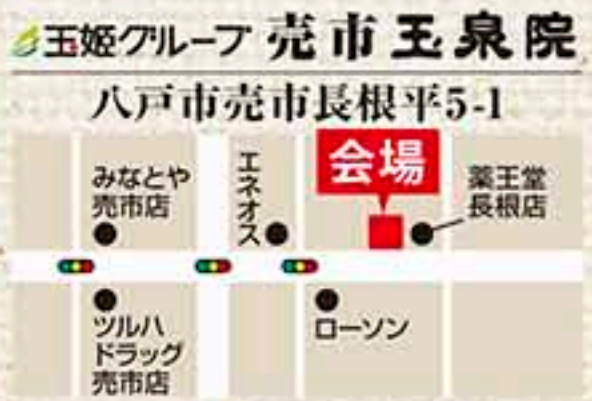 玉姫グループ 売市 玉泉院
八戸市売市長根平5-1
みなとや
売市店
エネオス
会場
薬王堂
長根店
ツルハ
ドラッグ
売市店
ローソン